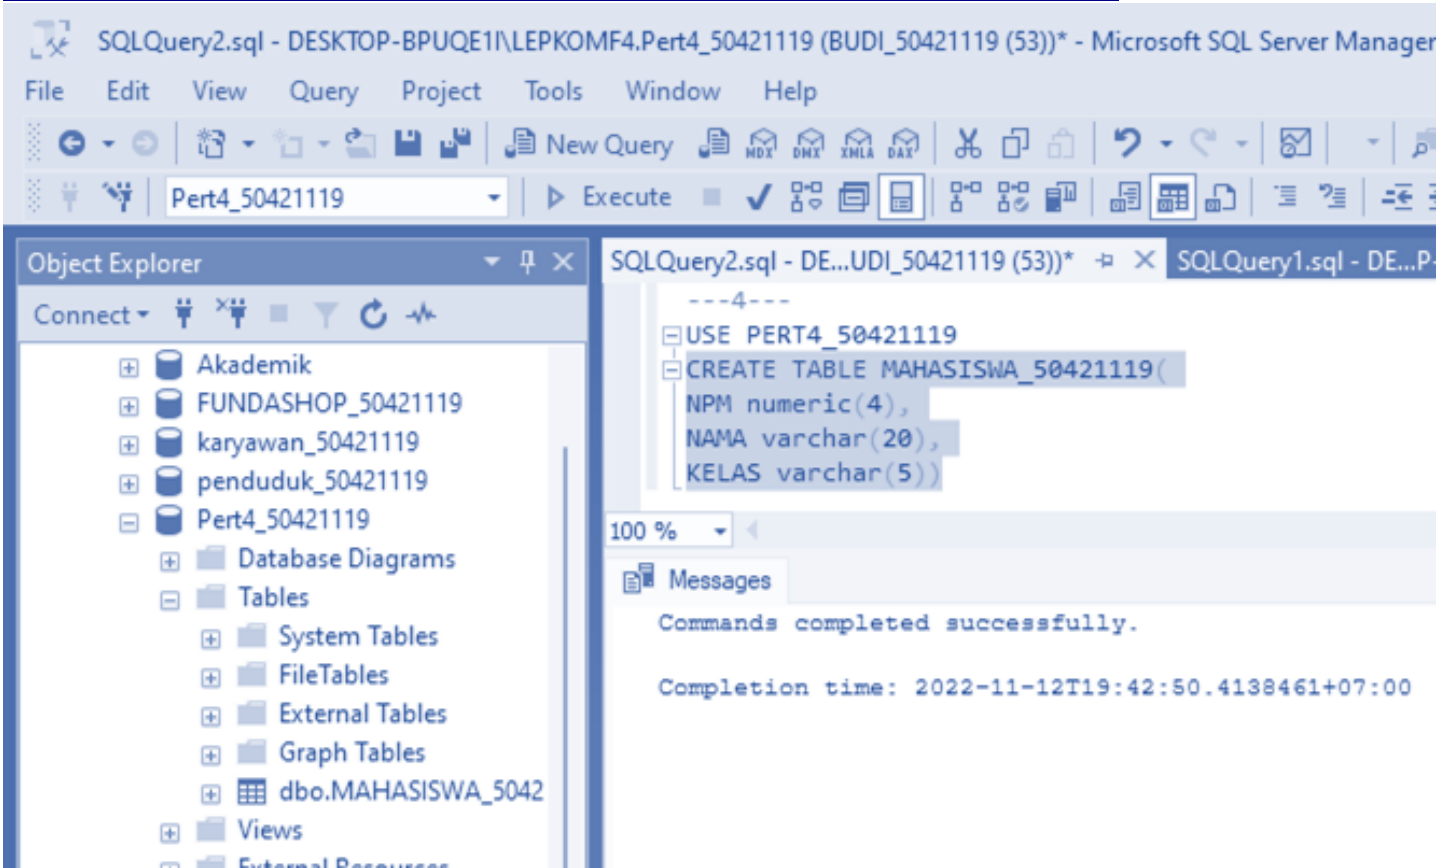 SQLQuery2.sql - DESKTOP-BPUQE1I\LEPKOMF4.Pert4_50421119 (BUDI_50421119 (53))* - Microsoft SQL Server Manager
File Edit View Query Project Tools Window Help
New Query MDX DMX XMLA DAX
Pert4_50421119 Execute
Object Explorer
Connect
Akademik
FUNDASHOP_50421119
karyawan_50421119
penduduk_50421119
Pert4_50421119
Database Diagrams
Tables
System Tables
FileTables
External Tables
Graph Tables
dbo.MAHASISWA_5042
Views
External Resources
SQLQuery2.sql - DE...UDI_50421119 (53))* SQLQuery1.sql - DE...P-
---4---
USE PERT4_50421119
CREATE TABLE MAHASISWA_50421119(
NPM numeric(4),
NAMA varchar(20),
KELAS varchar(5))
100 %
Messages
Commands completed successfully.
Completion time: 2022-11-12T19:42:50.4138461+07:00